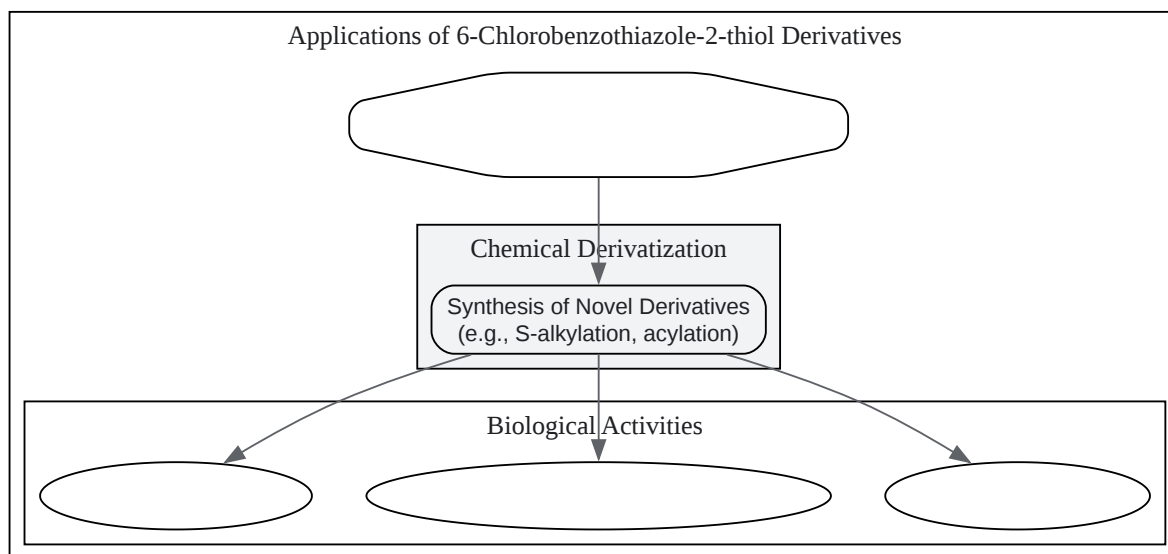 Applications of 6-Chlorobenzothiazole-2-thiol Derivatives
Chemical Derivatization
Synthesis of Novel Derivatives
(e.g., S-alkylation, acylation)
Biological Activities